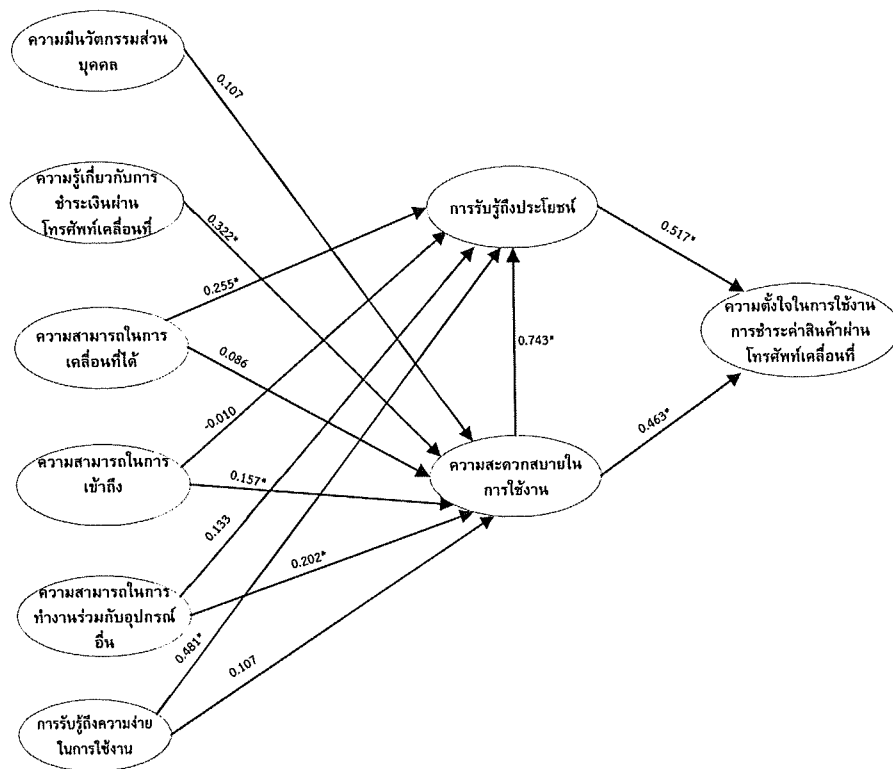 ความมีนวัตกรรมส่วน
บุคคล
0.107
ความรู้เกี่ยวกับการ
ชำระเงินผ่าน
โทรศัพท์เคลื่อนที่
0.322*
การรับรู้ถึงประโยชน์
0.517*
0.255*
ความสามารถในการ
เคลื่อนที่ได้
0.086
0.743*
ความตั้งใจในการใช้งาน
การชำระค่าสินค้าผ่าน
โทรศัพท์เคลื่อนที่
-0.010
0.463*
ความสามารถในการ
เข้าถึง
0.157*
ความสะดวกสบายใน
การใช้งาน
0.133
0.202*
ความสามารถในการ
ทำงานร่วมกับอุปกรณ์
อื่น
0.481*
0.107
การรับรู้ถึงความง่าย
ในการใช้งาน